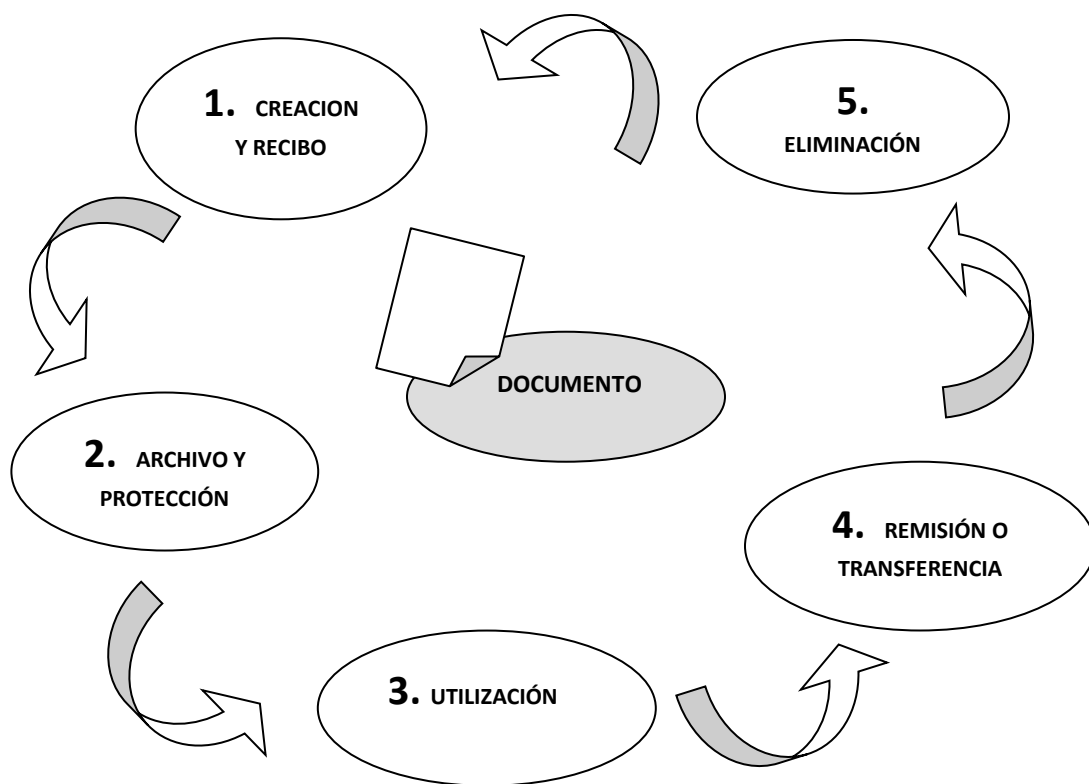 1. CREACION
Y RECIBO
5.
ELIMINACIÓN
DOCUMENTO
2. ARCHIVO Y
PROTECCIÓN
4. REMISIÓN O
TRANSFERENCIA
3. UTILIZACIÓN